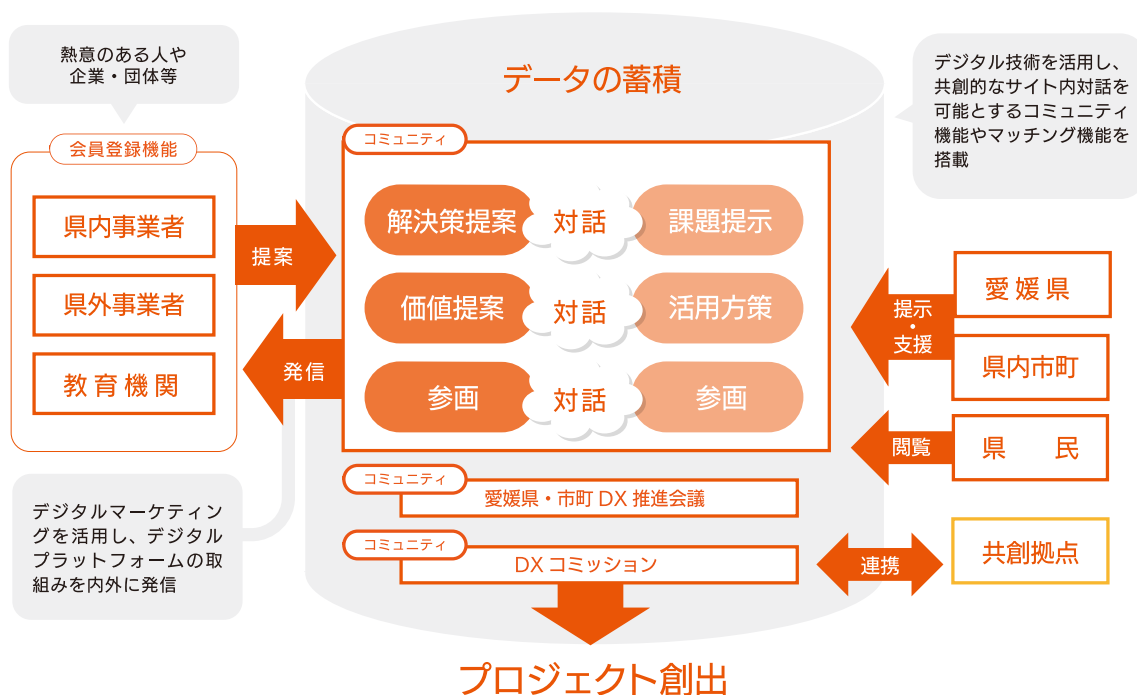 熱意のある人や
企業・団体等
会員登録機能
県内事業者
県外事業者
教育機関
提案
発信
デジタルマーケティン
グを活用し、デジタル
プラットフォームの取
組みを内外に発信
データの蓄積
コミュニティ
解決策提案 対話 課題提示
価値提案 対話 活用方策
参画 対話 参画
コミュニティ
愛媛県・市町 DX 推進会議
コミュニティ
DX コミッション
プロジェクト創出
デジタル技術を活用し、
共創的なサイト内対話を
可能とするコミュニティ
機能やマッチング機能を
搭載
提示
・
支援
愛媛県
県内市町
閲覧
県 民
連携
共創拠点